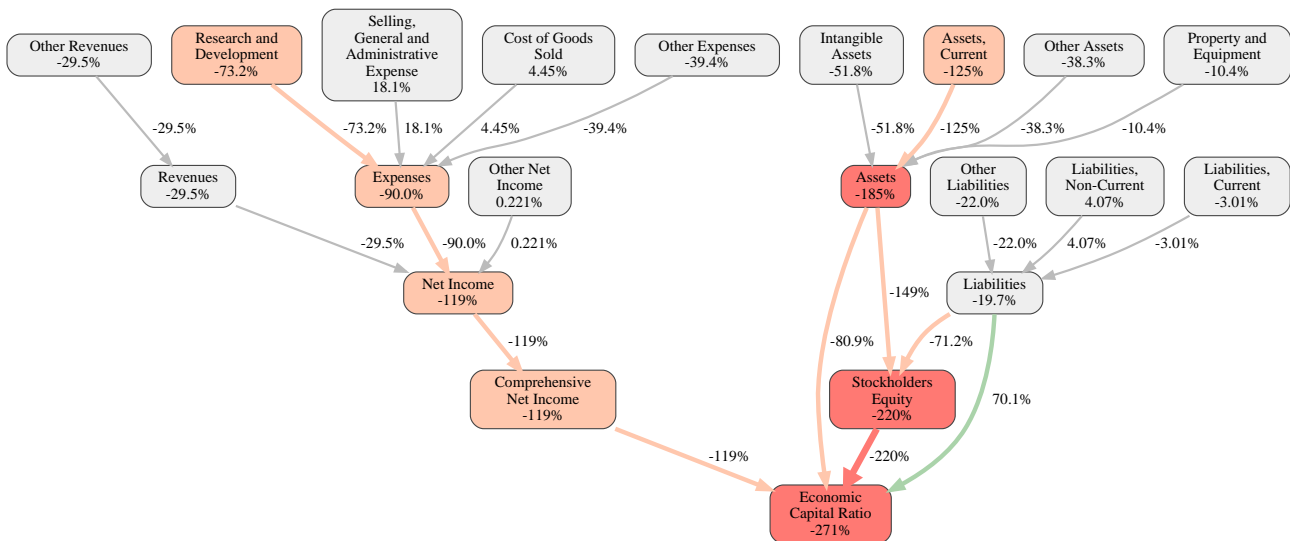 Other Revenues
-29.5%
Research and
Development
-73.2%
Selling,
General and
Administrative
Expense
18.1%
Cost of Goods
Sold
4.45%
Other Expenses
-39.4%
Intangible
Assets
-51.8%
Assets,
Current
-125%
Other Assets
-38.3%
Property and
Equipment
-10.4%
-29.5%
-73.2%
18.1%
4.45%
-39.4%
-51.8%
-125%
-38.3%
-10.4%
Revenues
-29.5%
Expenses
-90.0%
Other Net
Income
0.221%
Assets
-185%
Other
Liabilities
-22.0%
Liabilities,
Non-Current
4.07%
Liabilities,
Current
-3.01%
-29.5%
-90.0%
0.221%
-22.0%
4.07%
-3.01%
Net Income
-119%
-149%
Liabilities
-19.7%
-119%
-80.9%
-71.2%
Comprehensive
Net Income
-119%
Stockholders
Equity
-220%
70.1%
-119%
-220%
Economic
Capital Ratio
-271%